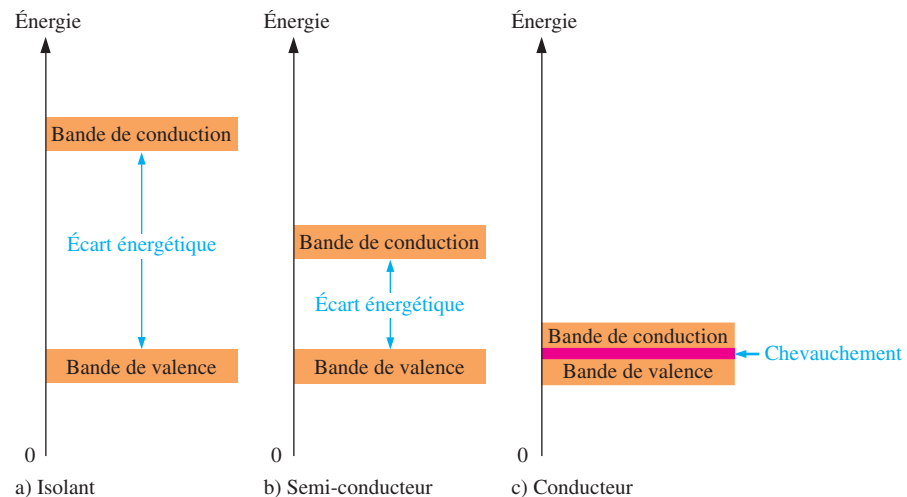 Énergie
Bande de conduction
Écart énergétique
Bande de valence
0
a) Isolant
Énergie
Bande de conduction
Écart énergétique
Bande de valence
0
b) Semi-conducteur
Énergie
Bande de conduction
Chevauchement
Bande de valence
0
c) Conducteur